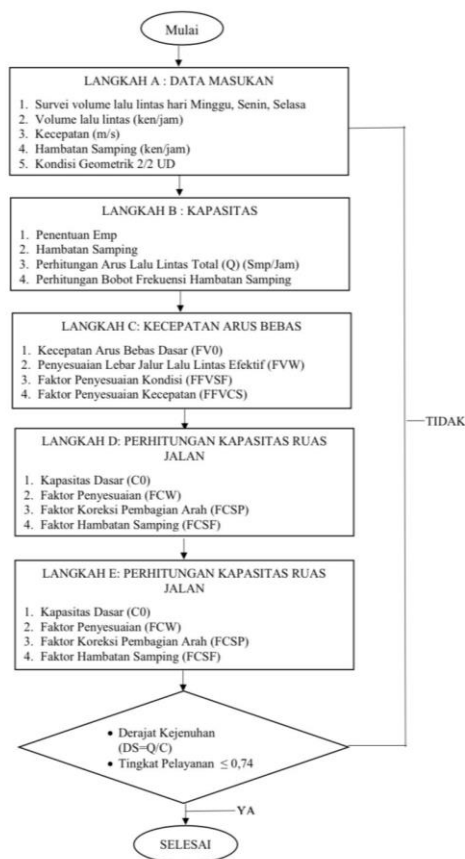 Mulai
LANGKAH A : DATA MASUKAN
1. Survei volume lalu lintas hari Minggu, Senin, Selasa
2. Volume lalu lintas (ken/jam)
3. Kecepatan (m/s)
4. Hambatan Samping (ken/jam)
5. Kondisi Geometrik 2/2 UD
LANGKAH B : KAPASITAS
1. Penentuan Emp
2. Hambatan Samping
3. Perhitungan Arus Lalu Lintas Total (Q) (Smp/Jam)
4. Perhitungan Bobot Frekuensi Hambatan Samping
LANGKAH C: KECEPATAN ARUS BEBAS
1. Kecepatan Arus Bebas Dasar (FV0)
2. Penyesuaian Lebar Jalur Lalu Lintas Efektif (FVW)
3. Faktor Penyesuaian Kondisi (FFVSF)
4. Faktor Penyesuaian Kecepatan (FFVCS)
TIDAK
LANGKAH D: PERHITUNGAN KAPASITAS RUAS
JALAN
1. Kapasitas Dasar (C0)
2. Faktor Penyesuaian (FCW)
3. Faktor Koreksi Pembagian Arah (FCSP)
4. Faktor Hambatan Samping (FCSF)
LANGKAH E: PERHITUNGAN KAPASITAS RUAS
JALAN
1. Kapasitas Dasar (C0)
2. Faktor Penyesuaian (FCW)
3. Faktor Koreksi Pembagian Arah (FCSP)
4. Faktor Hambatan Samping (FCSF)
• Derajat Kejenuhan
(DS=Q/C)
• Tingkat Pelayanan ≤ 0,74
YA
SELESAI